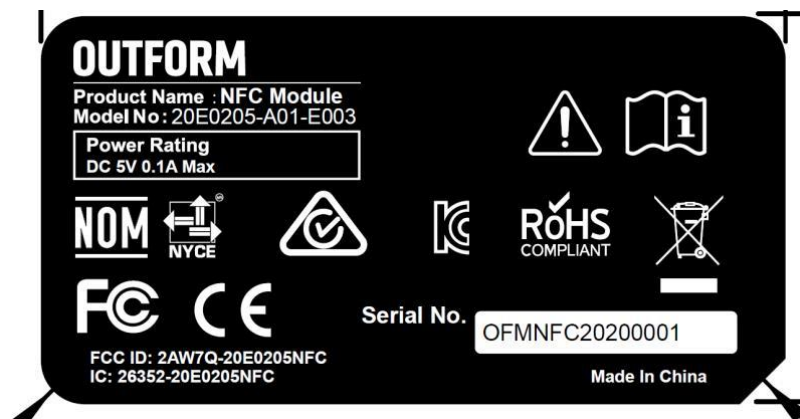 OUTFORM
Product Name : NFC Module
Model No: 20E0205-A01-E003
Power Rating
DC 5V 0.1A Max
NOM
NYCE
RoHS
COMPLIANT
FC CE
Serial No. OFMNFC20200001
FCC ID: 2AW7Q-20E0205NFC
IC: 26352-20E0205NFC
Made In China